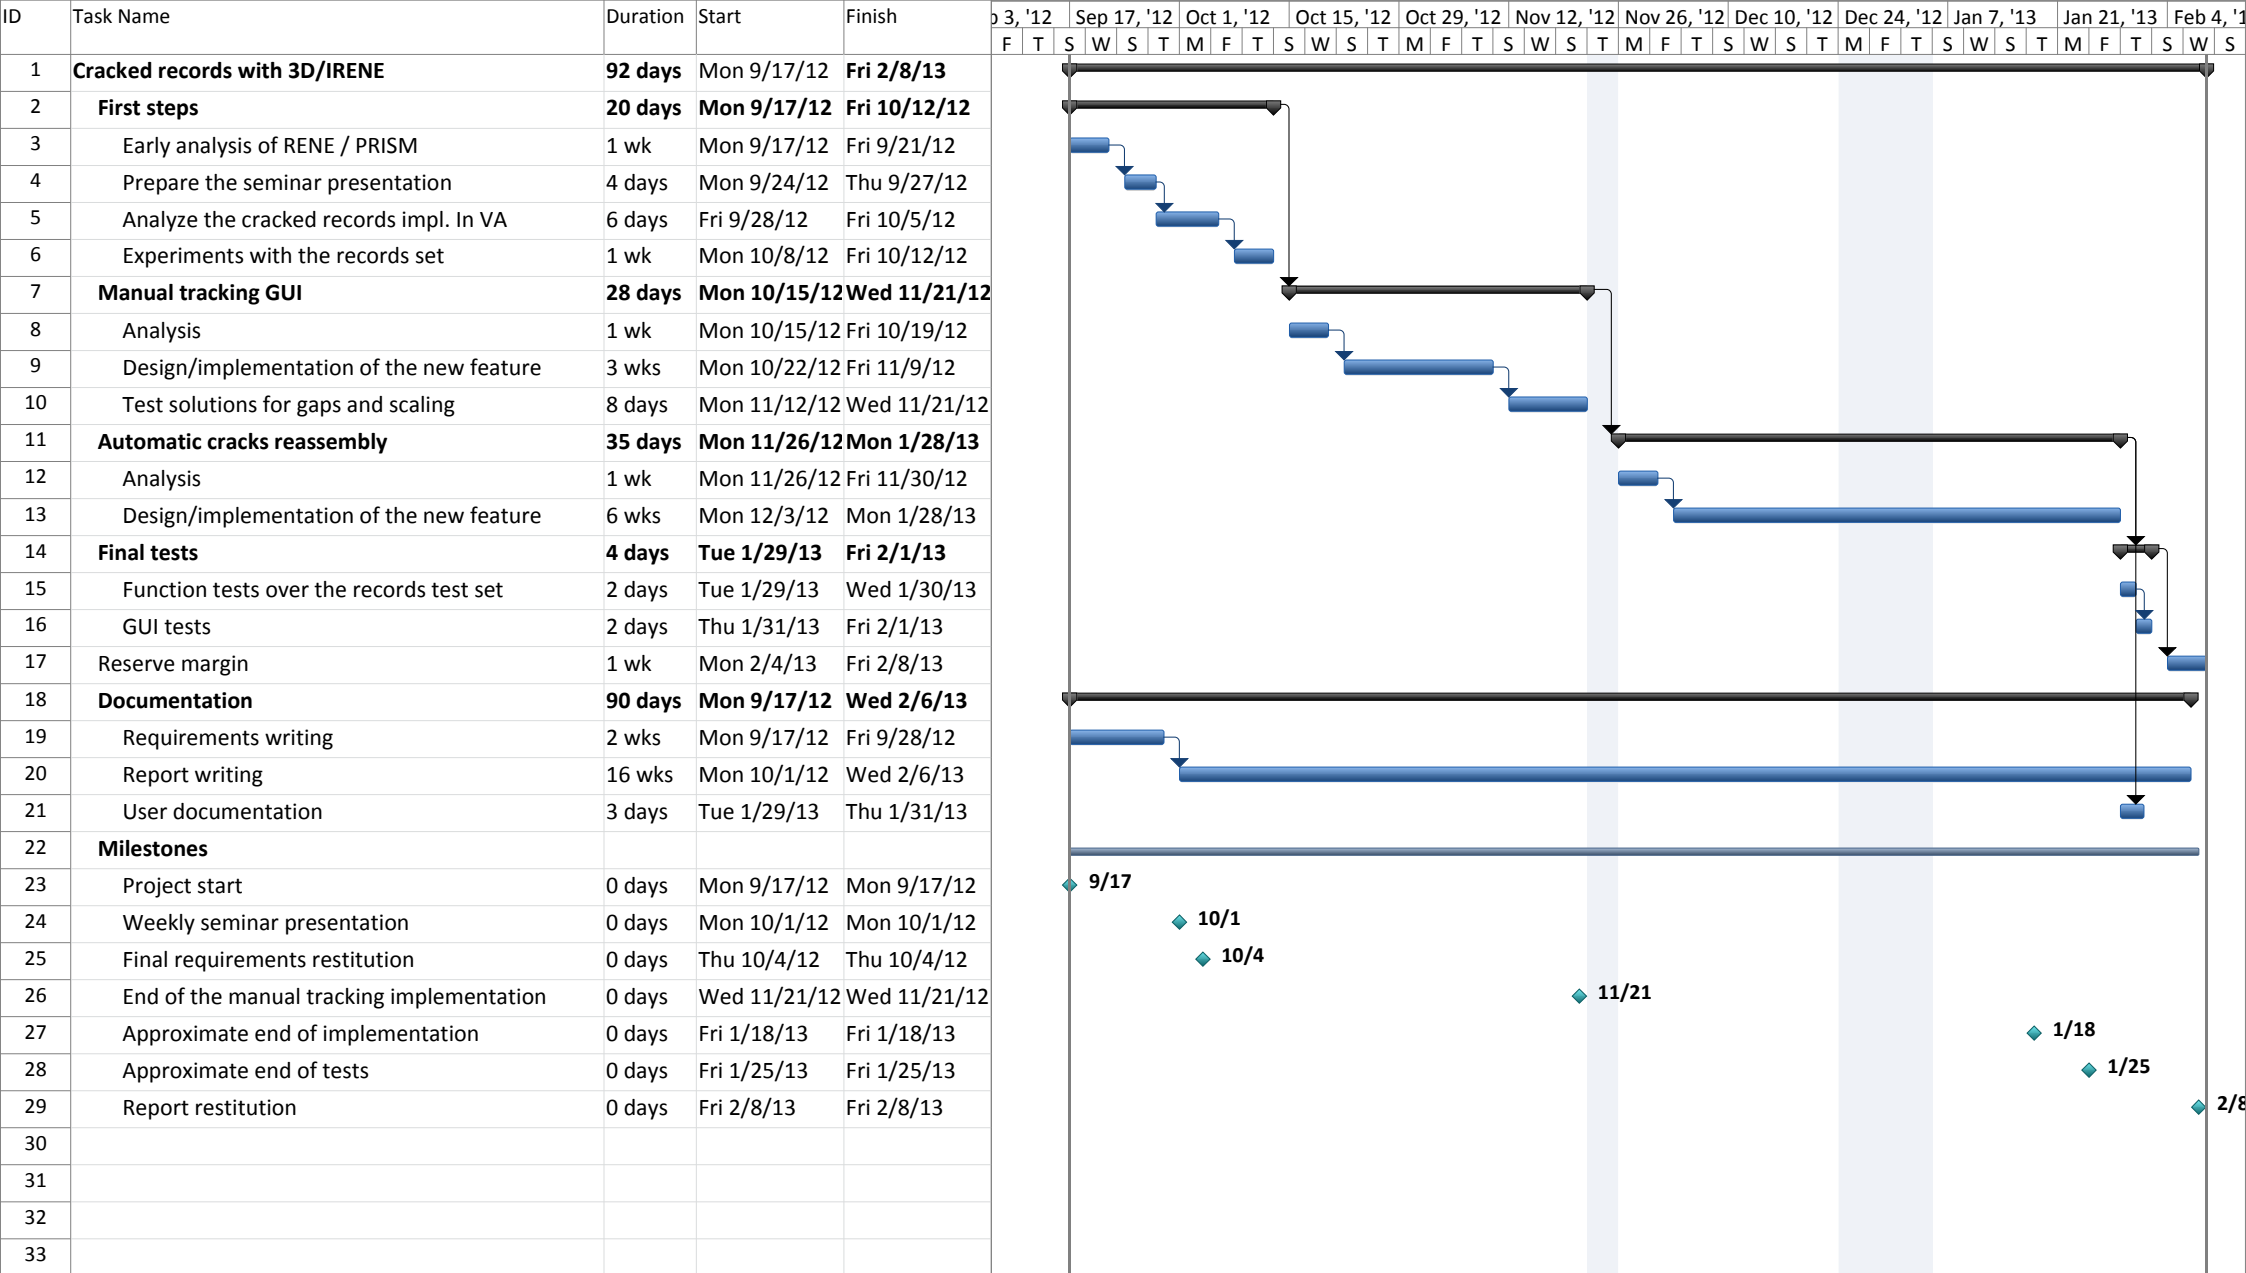 ID Task Name Duration Start Finish
3, '12 Sep 17, '12 Oct 1, '12 Oct 15, '12 Oct 29, '12 Nov 12, '12 Nov 26, '12 Dec 10, '12 Dec 24, '12 Jan 7, '13 Jan 21, '13 Feb 4, '1
F T S W S T M F T S W S T M F T S W S T M F T S W S T M F T S W S T M F T S W S
1 Cracked records with 3D/IRENE 92 days Mon 9/17/12 Fri 2/8/13
2 First steps 20 days Mon 9/17/12 Fri 10/12/12
3 Early analysis of RENE / PRISM 1 wk Mon 9/17/12 Fri 9/21/12
4 Prepare the seminar presentation 4 days Mon 9/24/12 Thu 9/27/12
5 Analyze the cracked records impl. In VA 6 days Fri 9/28/12 Fri 10/5/12
6 Experiments with the records set 1 wk Mon 10/8/12 Fri 10/12/12
7 Manual tracking GUI 28 days Mon 10/15/12 Wed 11/21/12
8 Analysis 1 wk Mon 10/15/12 Fri 10/19/12
9 Design/implementation of the new feature 3 wks Mon 10/22/12 Fri 11/9/12
10 Test solutions for gaps and scaling 8 days Mon 11/12/12 Wed 11/21/12
11 Automatic cracks reassembly 35 days Mon 11/26/12 Mon 1/28/13
12 Analysis 1 wk Mon 11/26/12 Fri 11/30/12
13 Design/implementation of the new feature 6 wks Mon 12/3/12 Mon 1/28/13
14 Final tests 4 days Tue 1/29/13 Fri 2/1/13
15 Function tests over the records test set 2 days Tue 1/29/13 Wed 1/30/13
16 GUI tests 2 days Thu 1/31/13 Fri 2/1/13
17 Reserve margin 1 wk Mon 2/4/13 Fri 2/8/13
18 Documentation 90 days Mon 9/17/12 Wed 2/6/13
19 Requirements writing 2 wks Mon 9/17/12 Fri 9/28/12
20 Report writing 16 wks Mon 10/1/12 Wed 2/6/13
21 User documentation 3 days Tue 1/29/13 Thu 1/31/13
22 Milestones
23 Project start 0 days Mon 9/17/12 Mon 9/17/12 9/17
24 Weekly seminar presentation 0 days Mon 10/1/12 Mon 10/1/12 10/1
25 Final requirements restitution 0 days Thu 10/4/12 Thu 10/4/12 10/4
26 End of the manual tracking implementation 0 days Wed 11/21/12 Wed 11/21/12 11/21
27 Approximate end of implementation 0 days Fri 1/18/13 Fri 1/18/13 1/18
28 Approximate end of tests 0 days Fri 1/25/13 Fri 1/25/13 1/25
29 Report restitution 0 days Fri 2/8/13 Fri 2/8/13 2/8
30
31
32
33